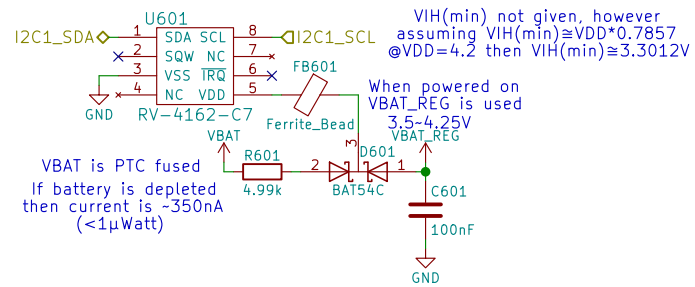 U601
I2C1_SDA 1 SDA SCL 8 I2C1_SCL
2 SQW NC 7
3 VSS IRQ 6
4 NC VDD 5
RV-4162-C7
GND
FB601
Ferrite_Bead
VIH(min) not given, however
assuming VIH(min)≅VDD*0.7857
@VDD=4.2 then VIH(min)≅3.3012V
When powered on
VBAT_REG is used
3.5~4.25V
VBAT
VBAT_REG
R601
4.99k
2
3
D601
1
BAT54C
VBAT is PTC fused
If battery is depleted
then current is ~350nA
(<1µWatt)
C601
100nF
GND